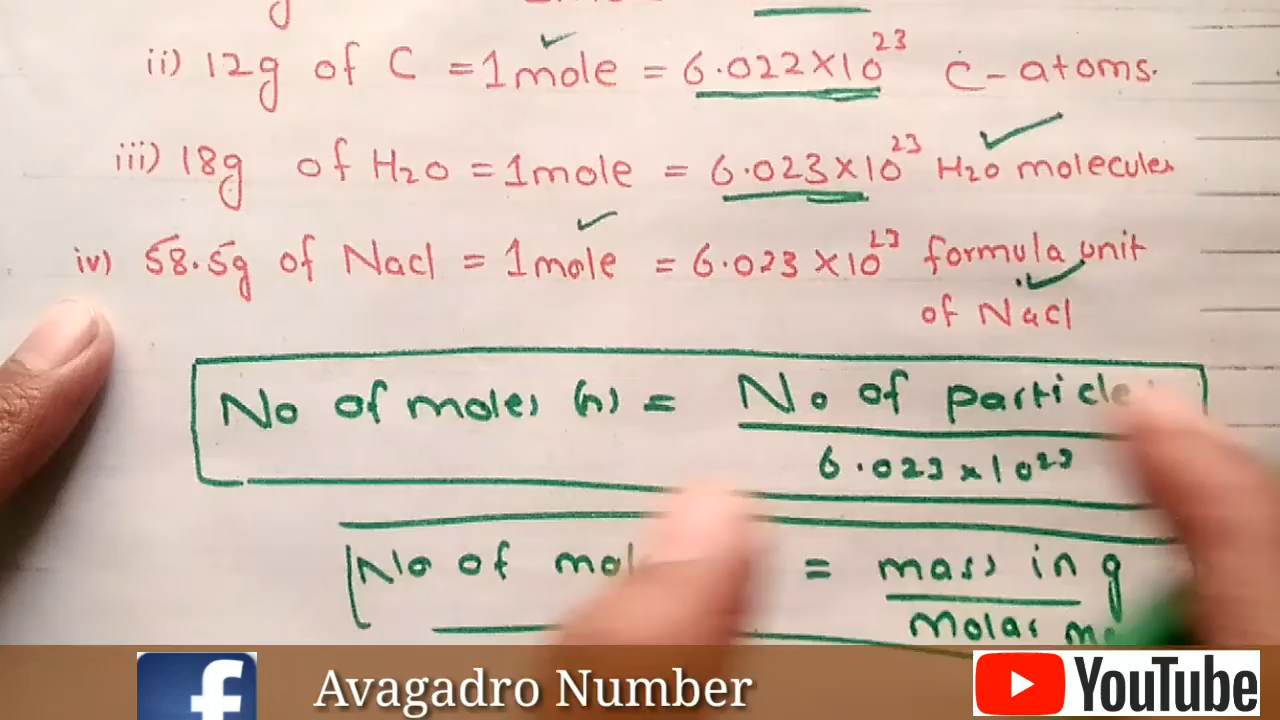 ii) 12g of C = 1mole = 6.022×10²³ C-atoms.
iii) 18g of H₂O = 1mole = 6.023×10²³ H₂O molecules
iv) 58.5g of Nacl = 1mole = 6.023×10²³ formula unit
of Nacl
No of moles (n) = No of particle
6.023×10²³
No of = mass in g
molar
f Avagadro Number YouTube